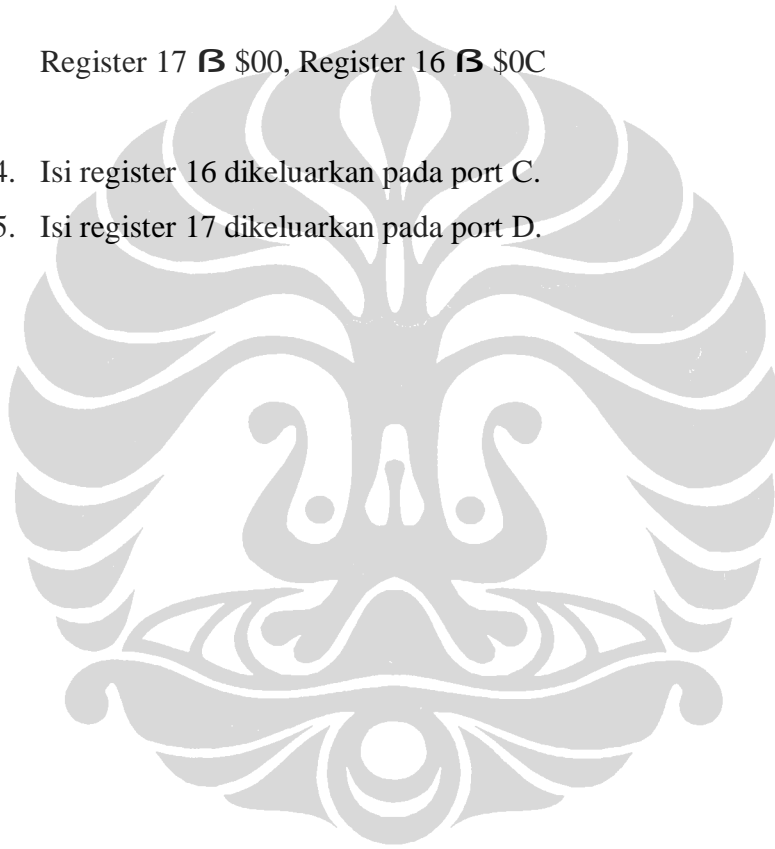 Register 17 ß $00, Register 16 ß $0C
4. Isi register 16 dikeluarkan pada port C.
5. Isi register 17 dikeluarkan pada port D.